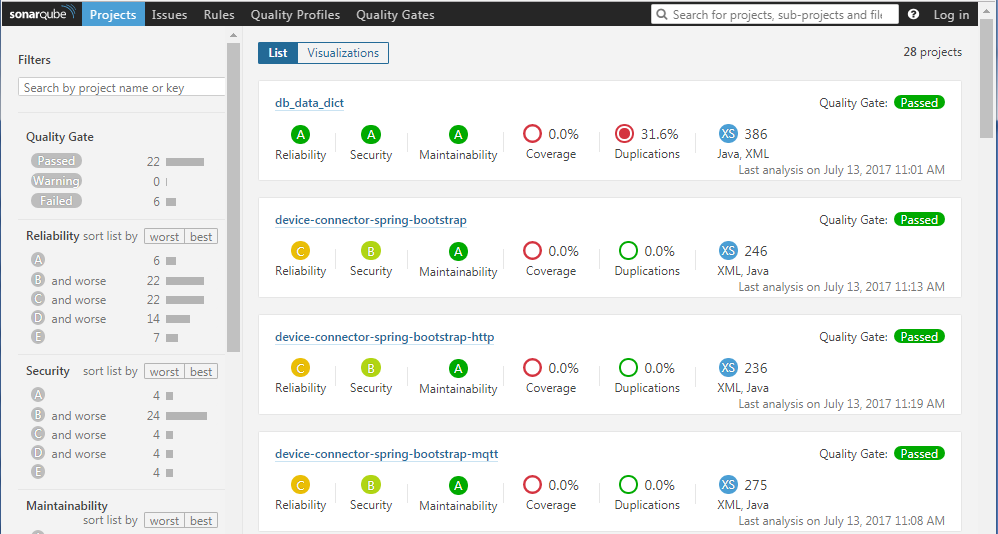 sonarqube Projects Issues Rules Quality Profiles Quality Gates Search for projects, sub-projects and file ? Log in
Filters
Search by project name or key
Quality Gate
Passed 22
Warning 0
Failed 6
Reliability sort list by worst best
A 6
B and worse 22
C and worse 22
D and worse 14
E 7
Security sort list by worst best
A 4
B and worse 24
C and worse 4
D and worse 4
E 4
Maintainability
sort list by worst best
List Visualizations 28 projects
db_data_dict Quality Gate: Passed
A A A 0.0% 31.6% XS 386
Reliability Security Maintainability Coverage Duplications Java, XML
Last analysis on July 13, 2017 11:01 AM
device-connector-spring-bootstrap Quality Gate: Passed
C B A 0.0% 0.0% XS 246
Reliability Security Maintainability Coverage Duplications XML, Java
Last analysis on July 13, 2017 11:13 AM
device-connector-spring-bootstrap-http Quality Gate: Passed
C B A 0.0% 0.0% XS 236
Reliability Security Maintainability Coverage Duplications XML, Java
Last analysis on July 13, 2017 11:19 AM
device-connector-spring-bootstrap-mqtt Quality Gate: Passed
C B A 0.0% 0.0% XS 275
Reliability Security Maintainability Coverage Duplications XML, Java
Last analysis on July 13, 2017 11:08 AM